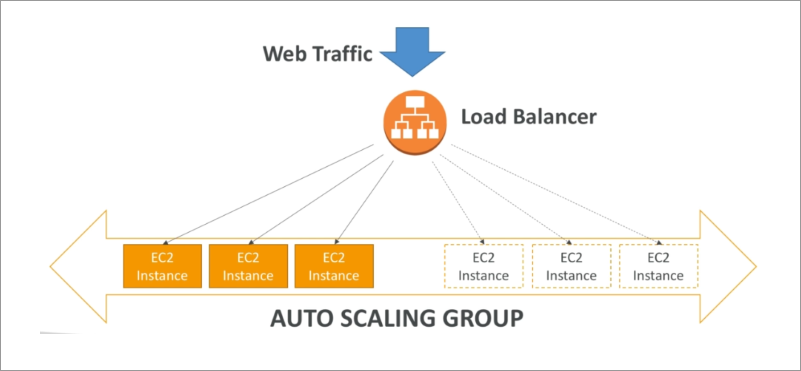 Web Traffic
Load Balancer
EC2
Instance
EC2
Instance
EC2
Instance
EC2
Instance
EC2
Instance
EC2
Instance
AUTO SCALING GROUP